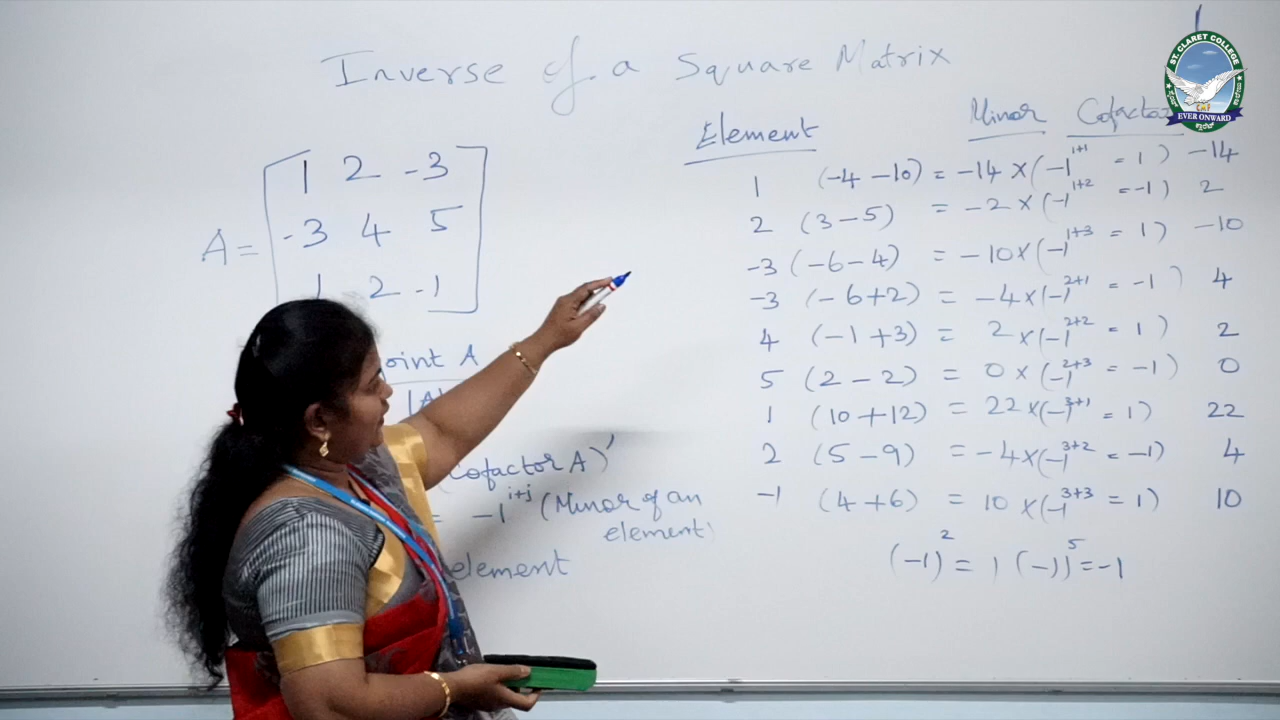 Inverse of a Square Matrix
A = [1 2 -3
-3 4 5
1 2 -1]
oint A
|A|
(Cofactor A)'
= -1^{i+j} (Minor of an
element)
element
Element Minor Cofactor
1 (-4-10) = -14 × (-1^{1+1} = 1) -14
2 (3-5) = -2 × (-1^{1+2} = -1) 2
-3 (-6-4) = -10 × (-1^{1+3} = 1) -10
-3 (-6+2) = -4 × (-1^{2+1} = -1) 4
4 (-1+3) = 2 × (-1^{2+2} = 1) 2
5 (2-2) = 0 × (-1^{2+3} = -1) 0
1 (10+12) = 22 × (-1^{3+1} = 1) 22
2 (5-9) = -4 × (-1^{3+2} = -1) 4
-1 (4+6) = 10 × (-1^{3+3} = 1) 10
(-1)^2 = 1 (-1)^5 = -1
ST. CLARET COLLEGE
EVER ONWARD